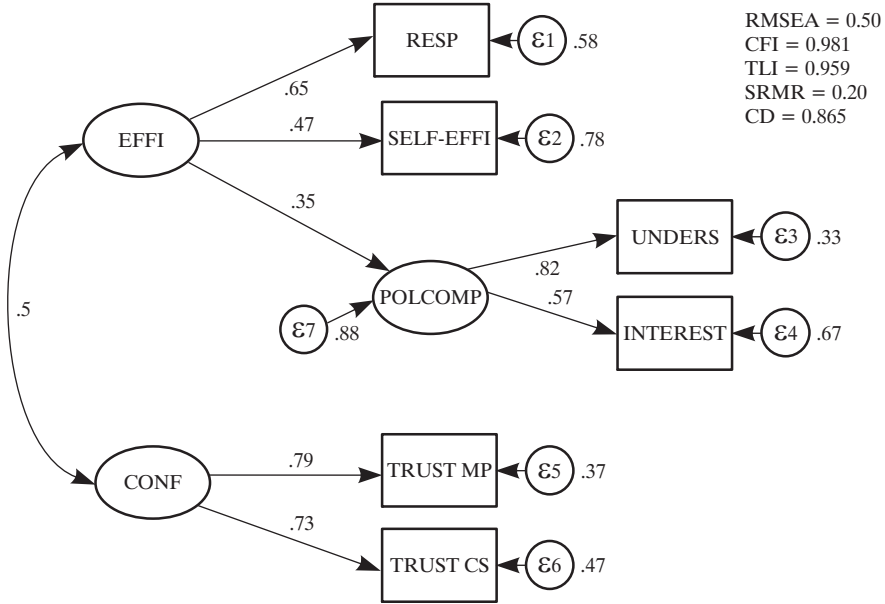 RMSEA = 0.50
CFI = 0.981
TLI = 0.959
SRMR = 0.20
CD = 0.865
RESP
ε1
.58
.65
EFFI
.47
SELF-EFFI
ε2
.78
.35
UNDERS
ε3
.33
.82
POLCOMP
.57
ε7
.88
INTEREST
ε4
.67
.5
CONF
.79
TRUST MP
ε5
.37
.73
TRUST CS
ε6
.47